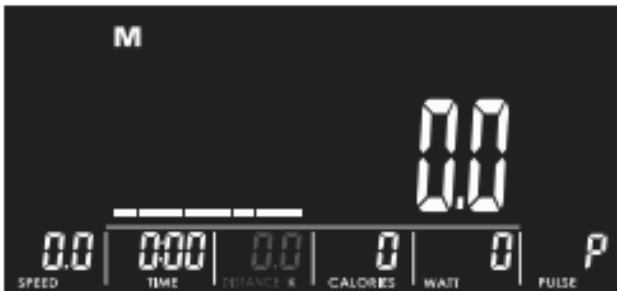 M
0.0
0.0 0:00 0.0 0 0 P
SPEED TIME DISTANCE K CALORIES WATT PULSE